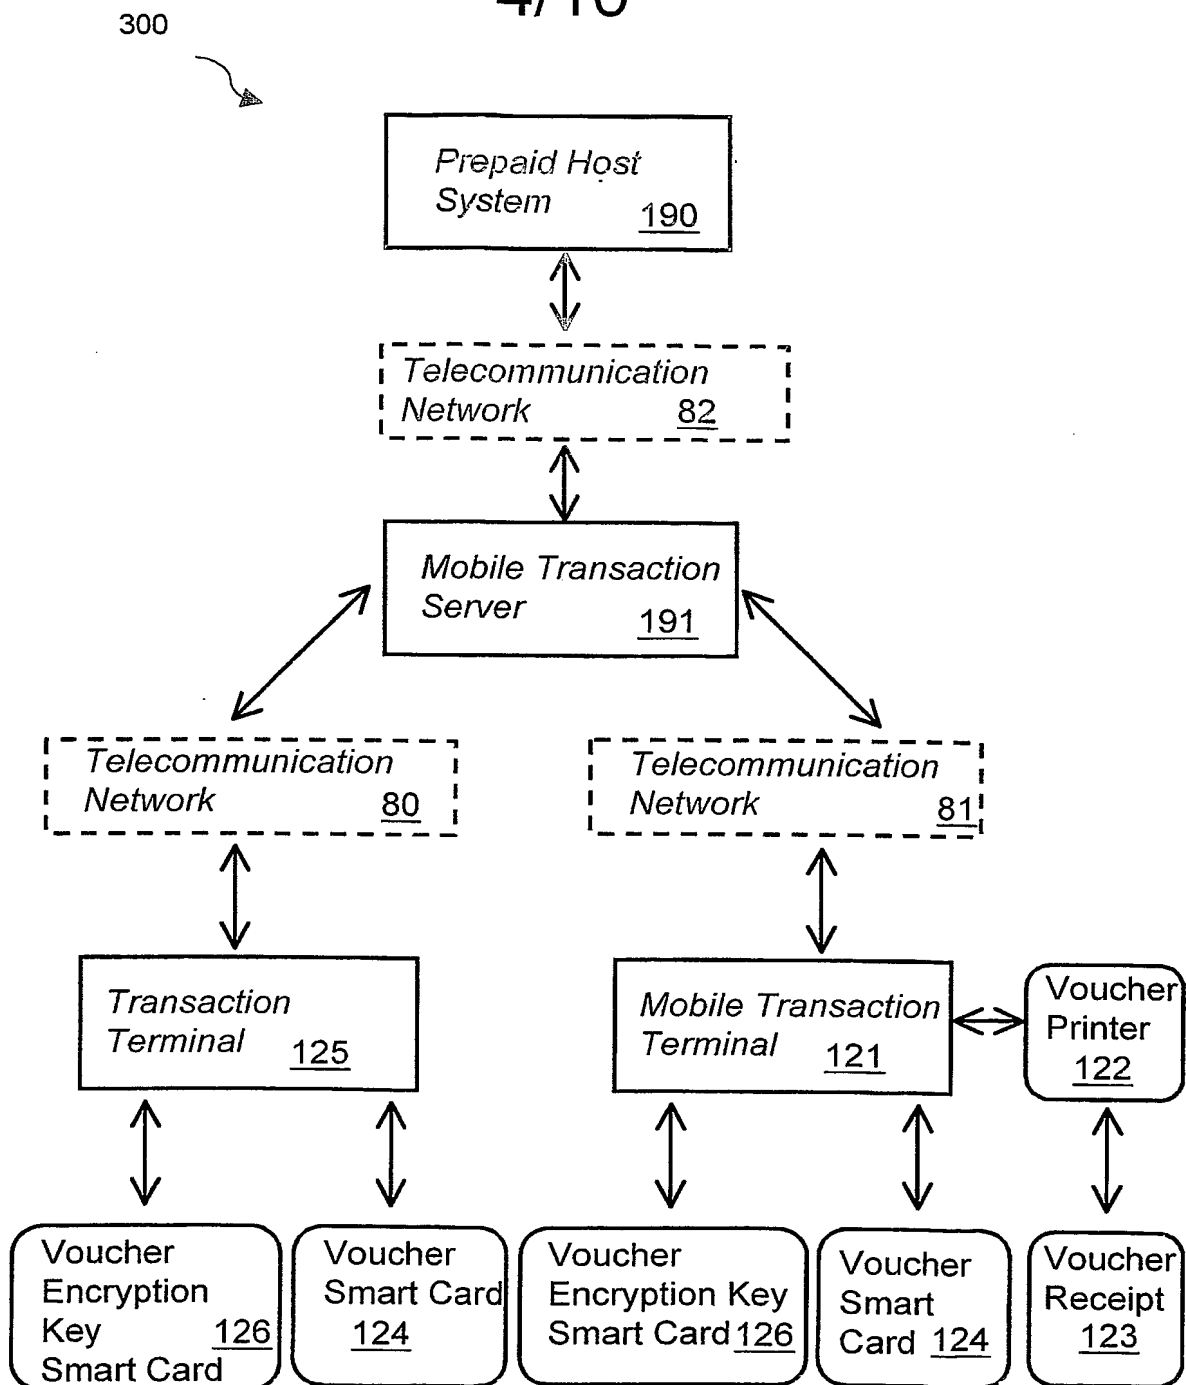 300
Prepaid Host
System 190
Telecommunication
Network 82
Mobile Transaction
Server 191
Telecommunication
Network 80
Telecommunication
Network 81
Transaction
Terminal 125
Mobile Transaction
Terminal 121
Voucher
Printer
122
Voucher
Encryption
Key 126
Smart Card
Voucher
Smart Card
124
Voucher
Encryption Key
Smart Card 126
Voucher
Smart
Card 124
Voucher
Receipt
123